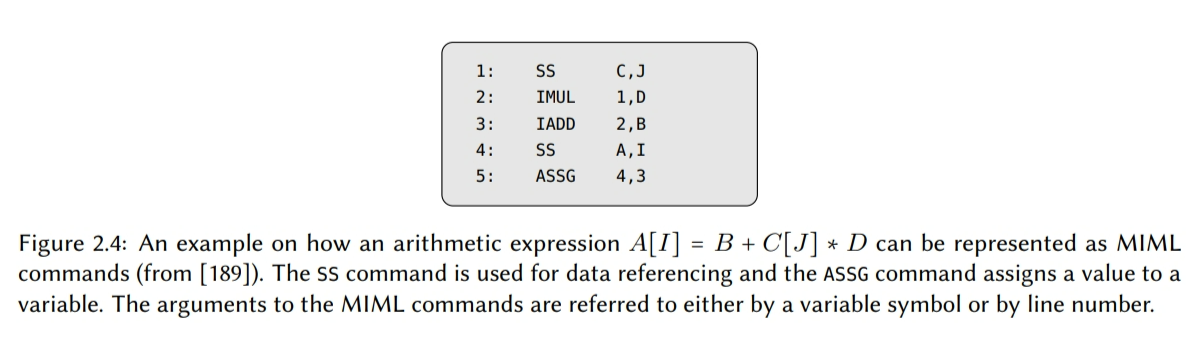 1: SS C,J
2: IMUL 1,D
3: IADD 2,B
4: SS A,I
5: ASSG 4,3
Figure 2.4: An example on how an arithmetic expression A[I] = B + C[J] * D can be represented as MIML
commands (from [189]). The SS command is used for data referencing and the ASSG command assigns a value to a
variable. The arguments to the MIML commands are referred to either by a variable symbol or by line number.